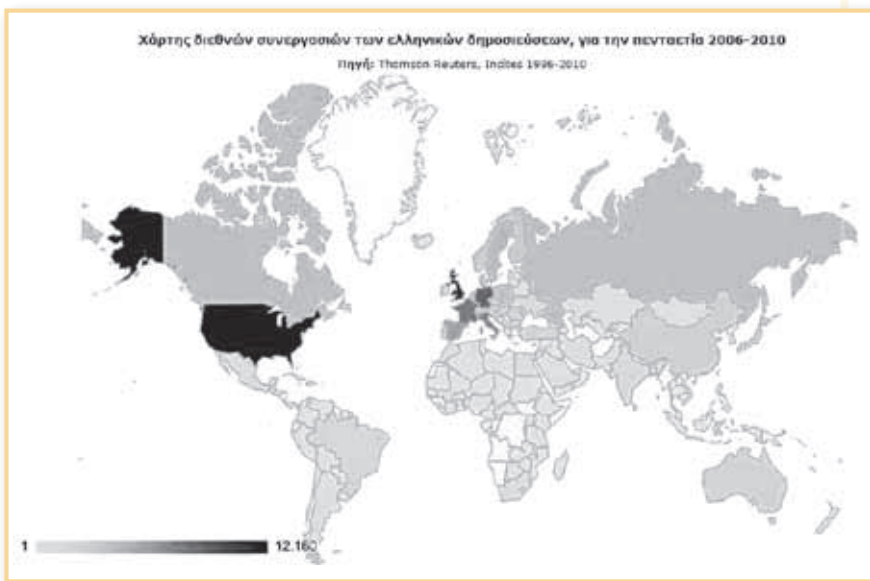 Χάρτης διεθνών συνεργασιών των ελληνικών δημοσιεύσεων, για την πενταετία 2006-2010
Πηγή: Thomson Reuters, Incites 1996-2010
1 12.160